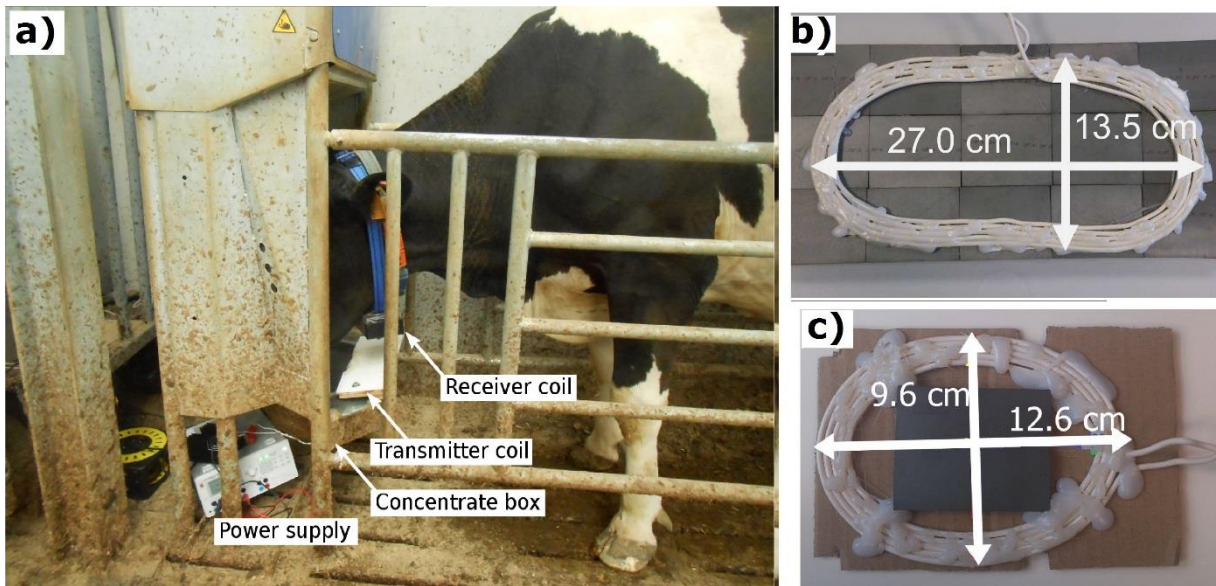 a)
Receiver coil
Transmitter coil
Concentrate box
Power supply
b)
27.0 cm
13.5 cm
c)
9.6 cm
12.6 cm